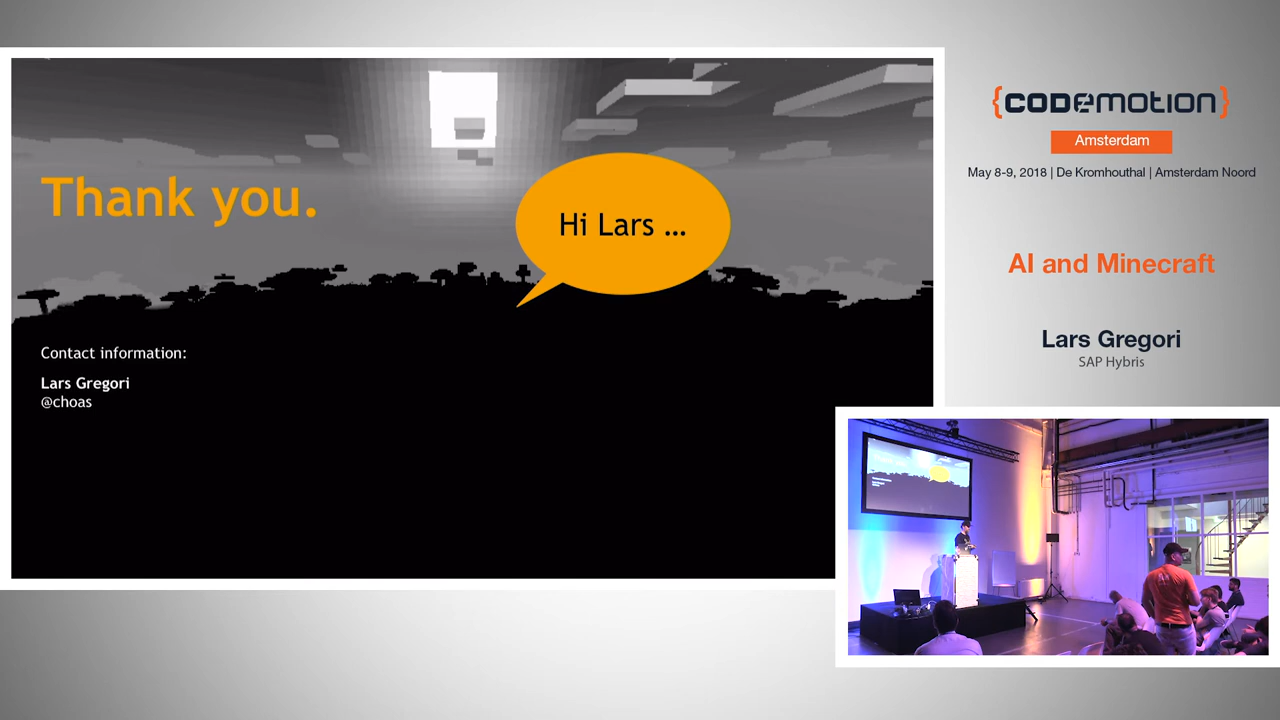 Thank you.
Hi Lars ...
Contact information:
Lars Gregori
@choas
{CODEMOTION}
Amsterdam
May 8-9, 2018 | De Kromhouthal | Amsterdam Noord
AI and Minecraft
Lars Gregori
SAP Hybris